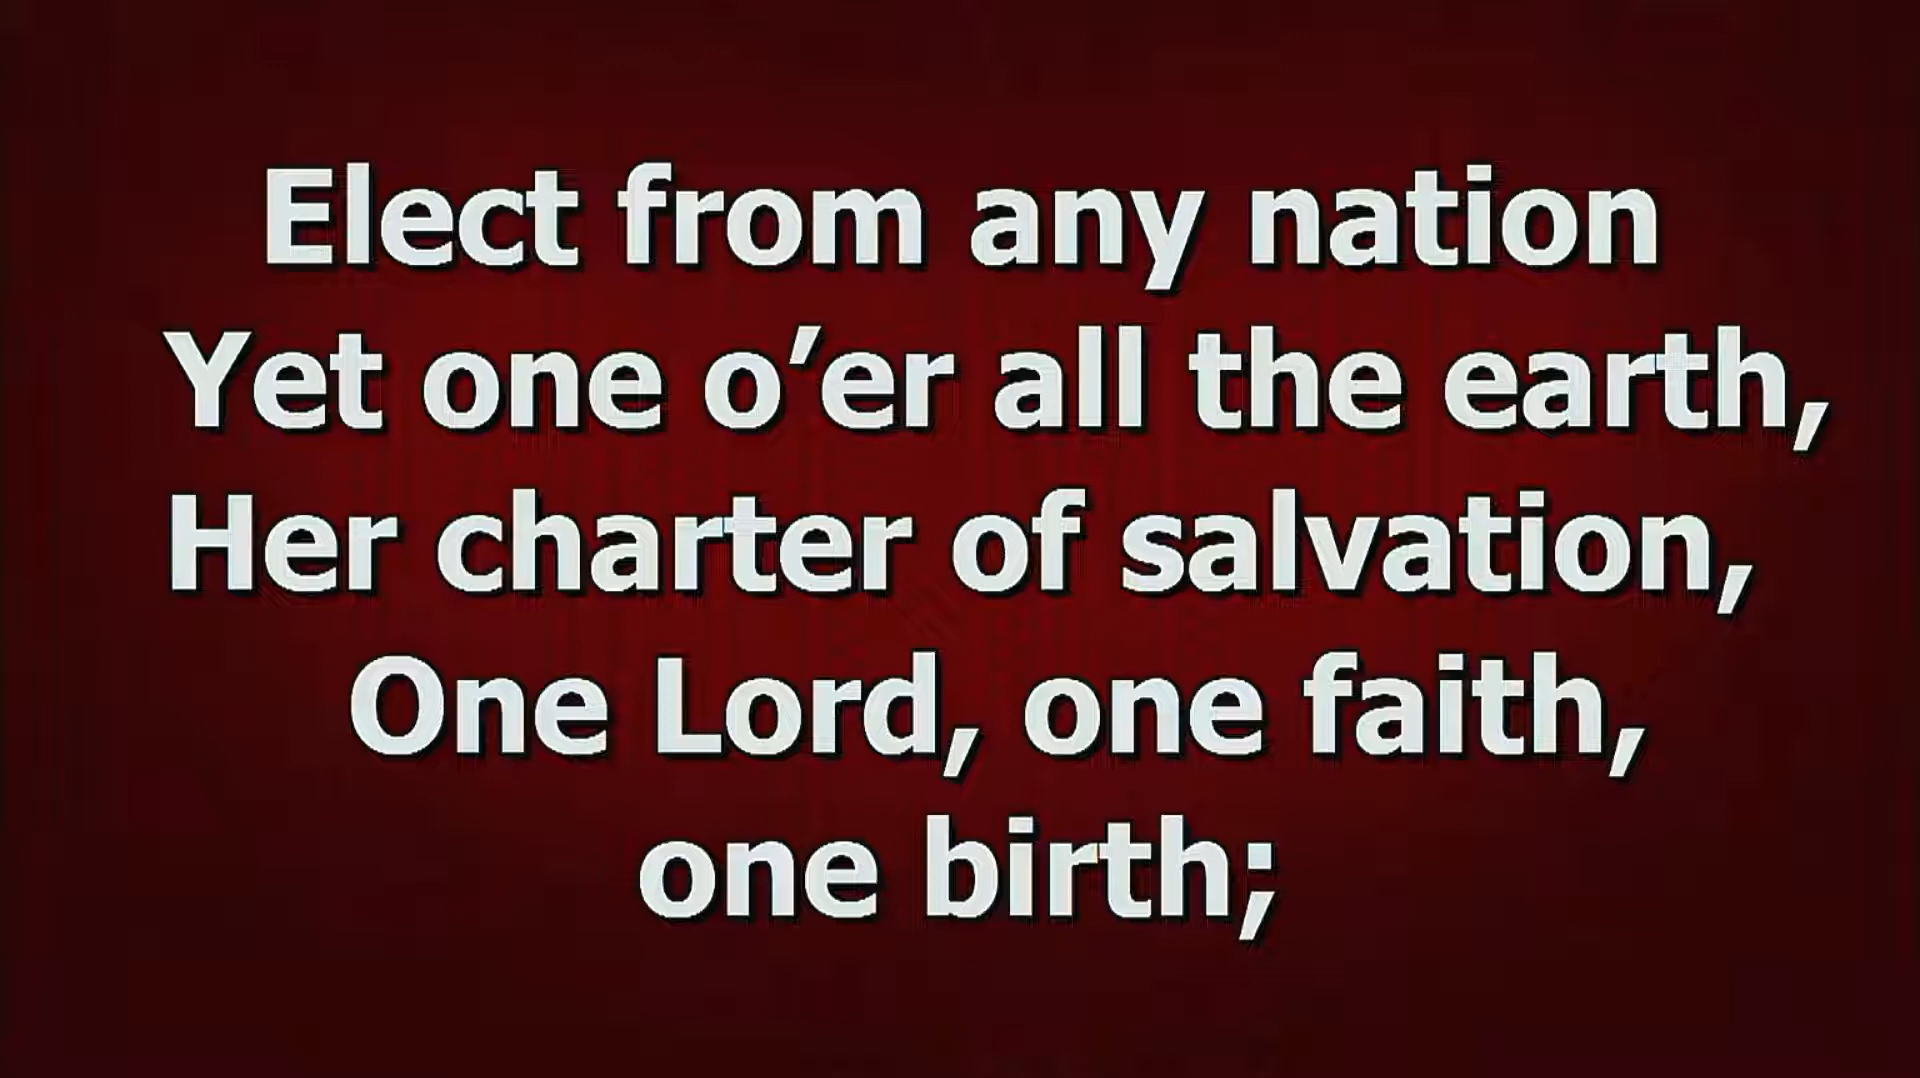 Elect from any nation
Yet one o’er all the earth,
Her charter of salvation,
One Lord, one faith,
one birth;